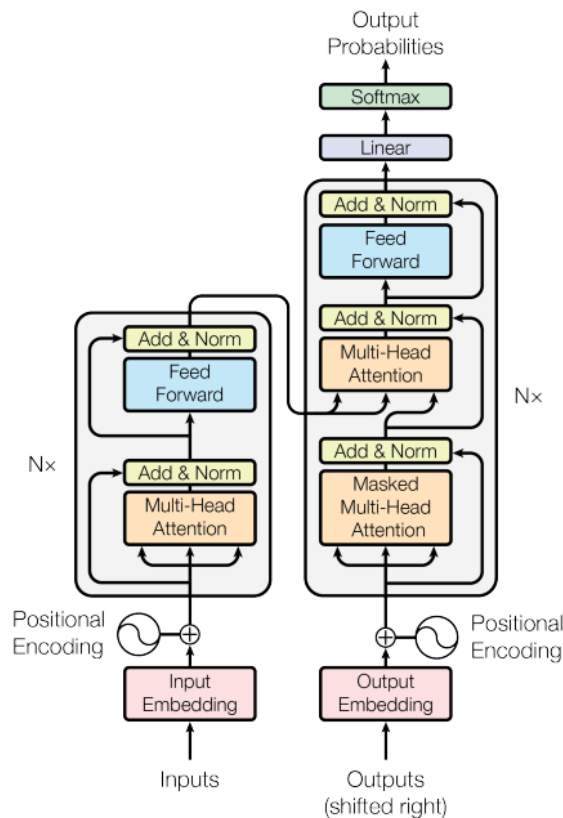 Output
Probabilities
Softmax
Linear
Add & Norm
Feed
Forward
Add & Norm
Multi-Head
Attention
Add & Norm
Masked
Multi-Head
Attention
N×
Add & Norm
Feed
Forward
Add & Norm
Multi-Head
Attention
N×
Positional
Encoding
Positional
Encoding
Input
Embedding
Output
Embedding
Inputs
Outputs
(shifted right)